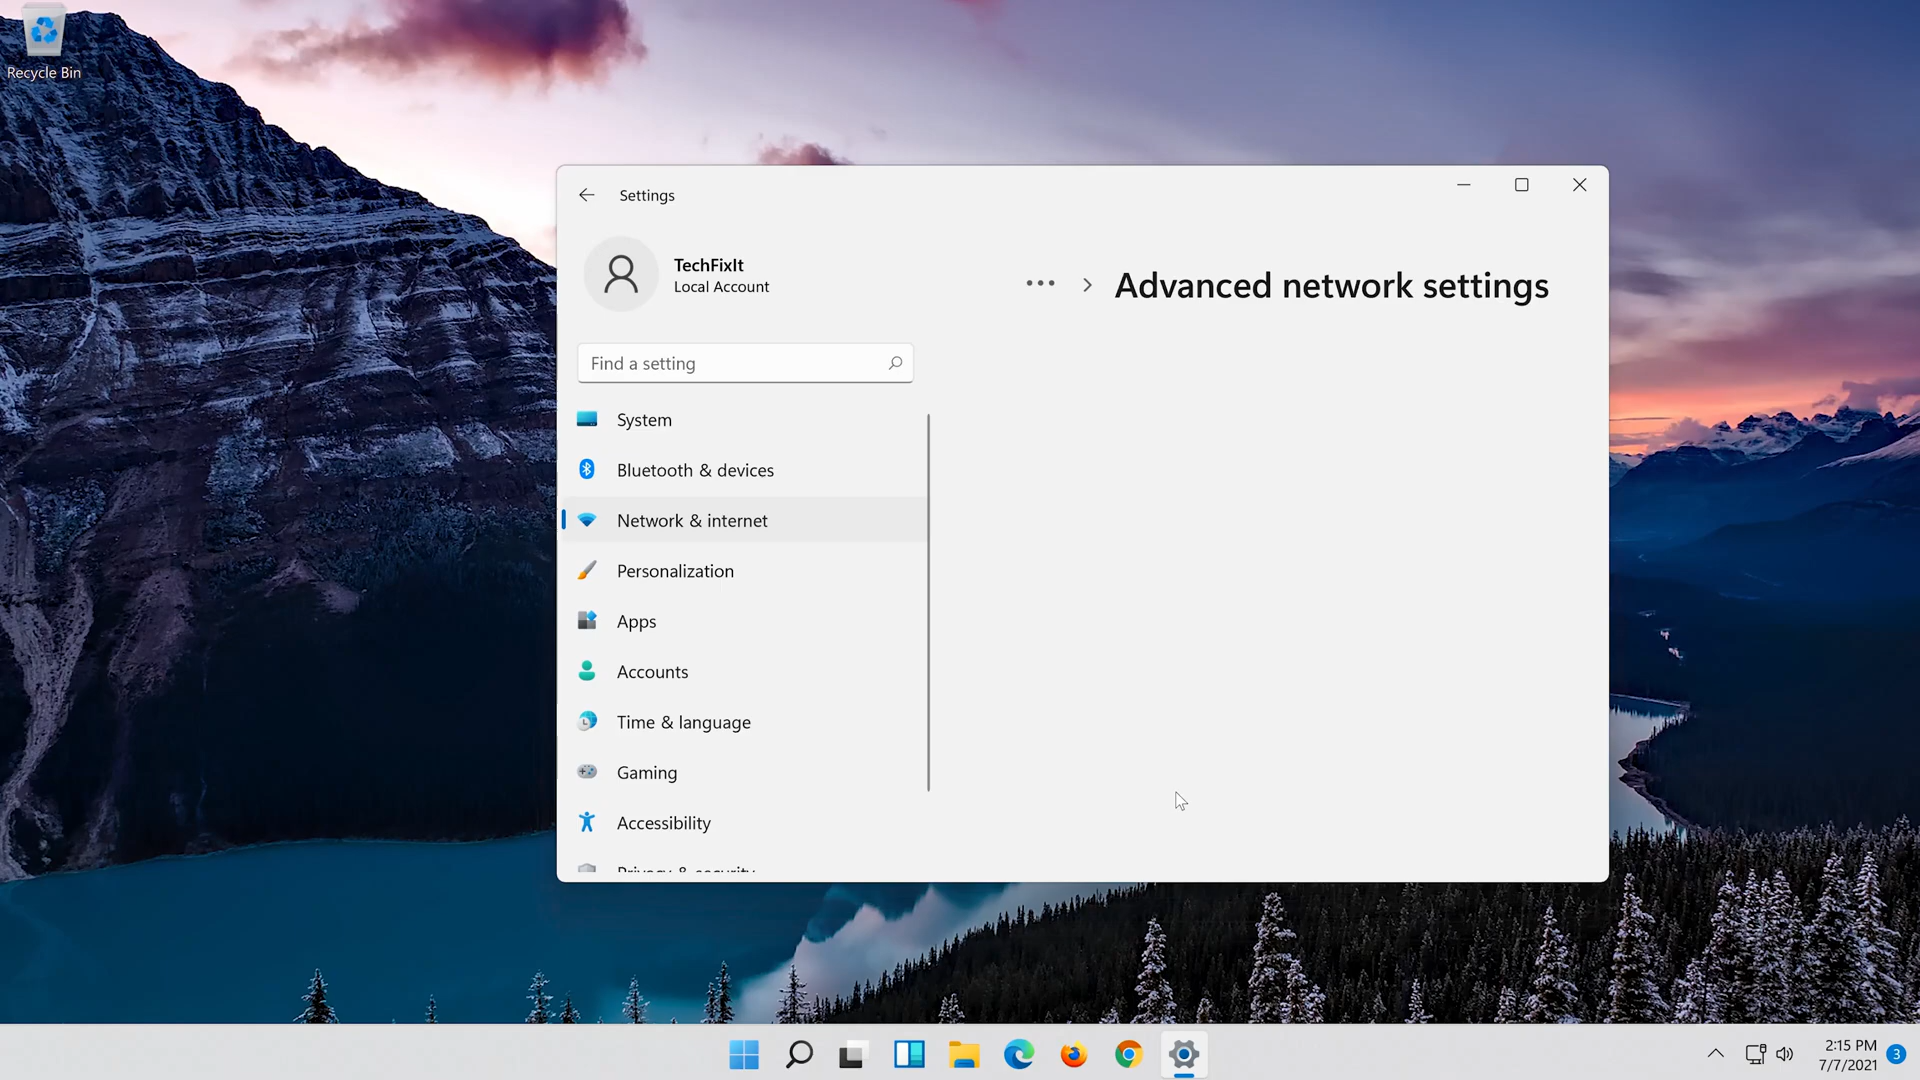 Recycle Bin
Settings
TechFixIt
Local Account
Advanced network settings
Find a setting
System
Bluetooth & devices
Network & internet
Personalization
Apps
Accounts
Time & language
Gaming
Accessibility
Privacy & security
2:15 PM
7/7/2021
3